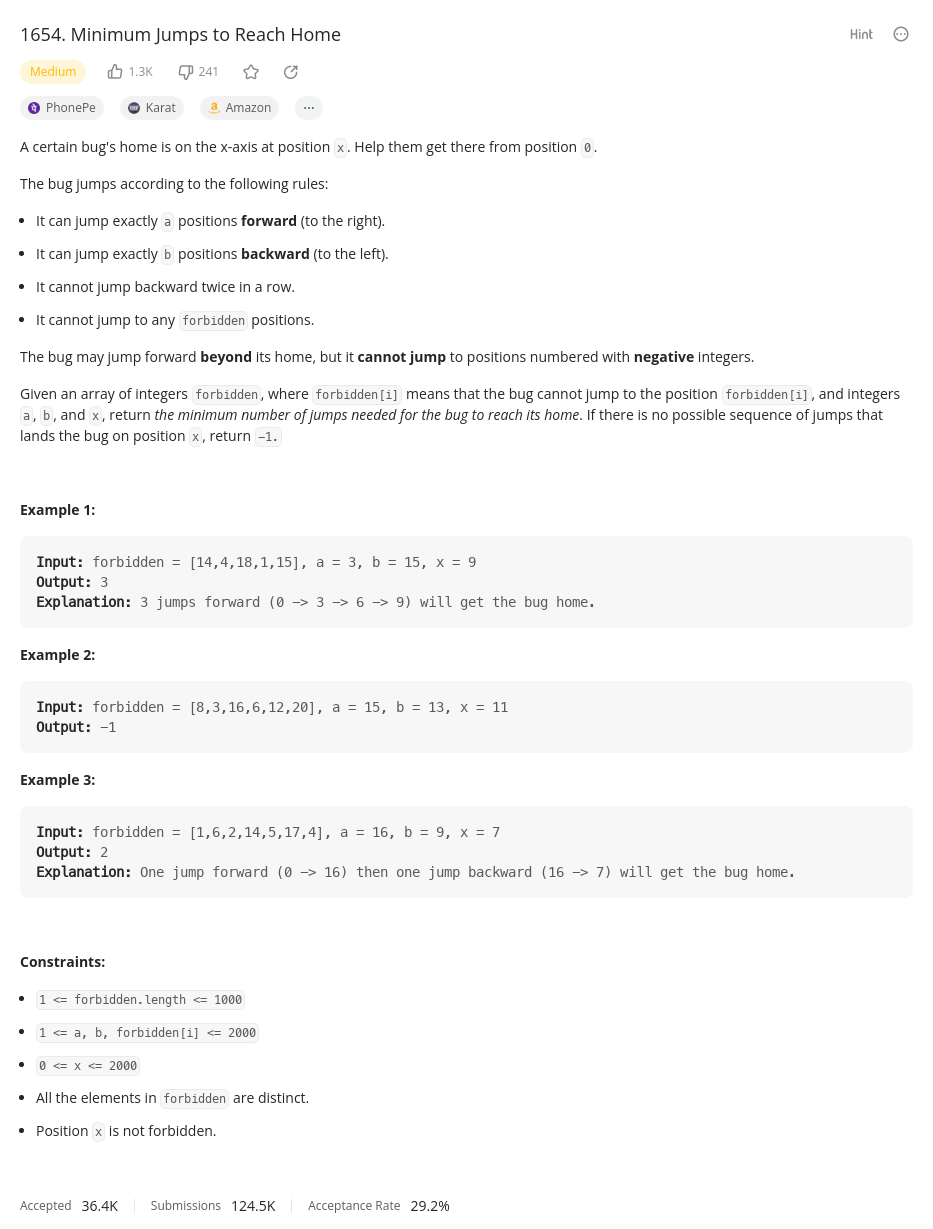 1654. Minimum Jumps to Reach Home
Hint
Medium 1.3K 241
PhonePe Karat Amazon ...
A certain bug's home is on the x-axis at position x. Help them get there from position 0.
The bug jumps according to the following rules:
• It can jump exactly a positions forward (to the right).
• It can jump exactly b positions backward (to the left).
• It cannot jump backward twice in a row.
• It cannot jump to any forbidden positions.
The bug may jump forward beyond its home, but it cannot jump to positions numbered with negative integers.
Given an array of integers forbidden, where forbidden[i] means that the bug cannot jump to the position forbidden[i], and integers
a, b, and x, return the minimum number of jumps needed for the bug to reach its home. If there is no possible sequence of jumps that
lands the bug on position x, return -1.
Example 1:
Input: forbidden = [14,4,18,1,15], a = 3, b = 15, x = 9
Output: 3
Explanation: 3 jumps forward (0 -> 3 -> 6 -> 9) will get the bug home.
Example 2:
Input: forbidden = [8,3,16,6,12,20], a = 15, b = 13, x = 11
Output: -1
Example 3:
Input: forbidden = [1,6,2,14,5,17,4], a = 16, b = 9, x = 7
Output: 2
Explanation: One jump forward (0 -> 16) then one jump backward (16 -> 7) will get the bug home.
Constraints:
• 1 <= forbidden.length <= 1000
• 1 <= a, b, forbidden[i] <= 2000
• 0 <= x <= 2000
• All the elements in forbidden are distinct.
• Position x is not forbidden.
Accepted 36.4K Submissions 124.5K Acceptance Rate 29.2%